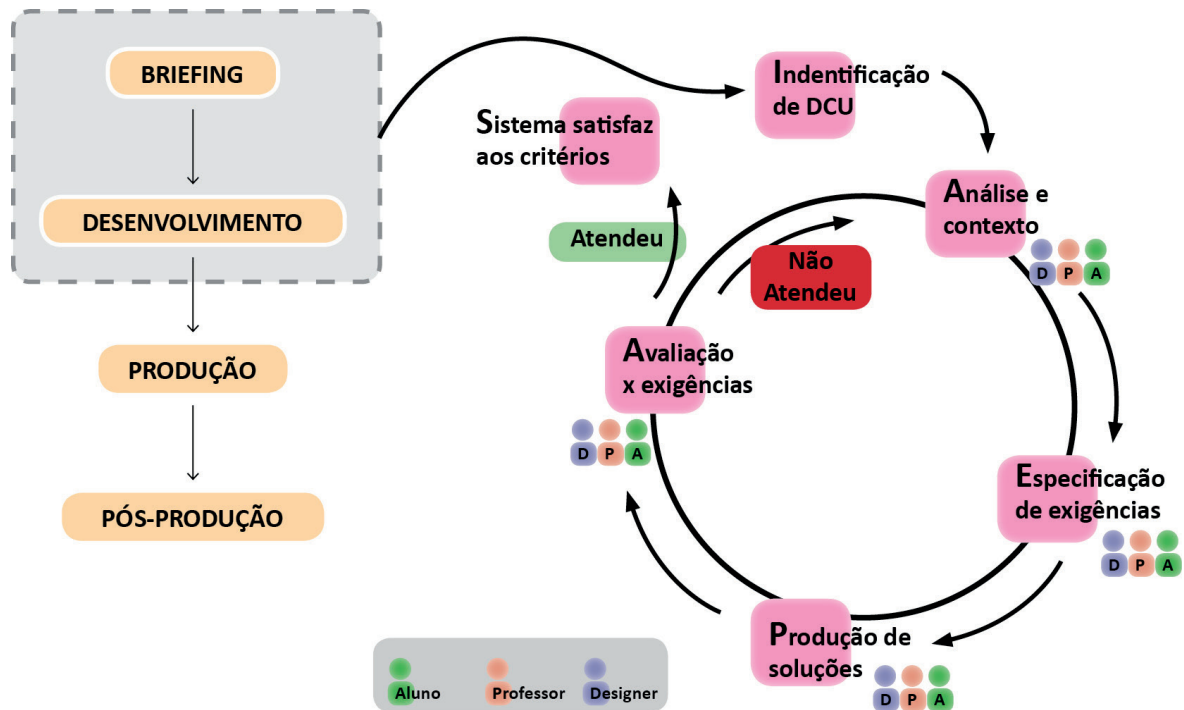 BRIEFING
DESENVOLVIMENTO
PRODUÇÃO
PÓS-PRODUÇÃO
Indentificação
de DCU
Sistema satisfaz
aos critérios
Análise e
contexto
D P A
Atendeu
Não
Atendeu
Avaliação
x exigências
D P A
Especificação
de exigências
D P A
Produção de
soluções
D P A
Aluno
Professor
Designer